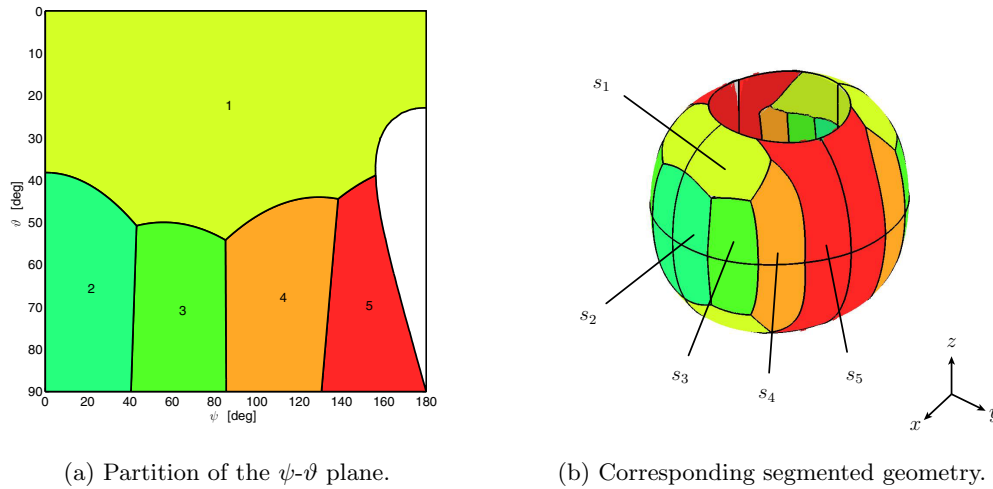 0
10
20
30
40
50
60
70
80
90
ϑ [deg]
1
2
3
4
5
0 20 40 60 80 100 120 140 160 180
ψ [deg]
s1
s2
s3
s4
s5
z
x
y
(a) Partition of the ψ-ϑ plane.
(b) Corresponding segmented geometry.